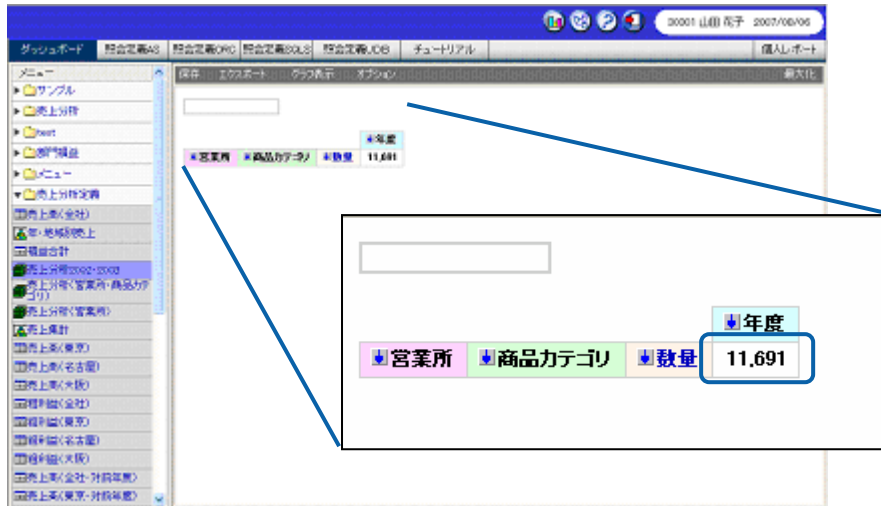 30001 山田 花子 2007/08/06
ダッシュボード 照会定義AS 照会定義ORC 照会定義SQLS 照会定義UDB チュートリアル 個人レポート
メニュー
保存 エクスポート グラフ表示 オプション 最大化
サンプル
売上分析
test
部門損益
メニュー
売上分析定義
売上高(全社)
年・地域別売上
損益合計
売上分析2002-2003
売上分析(営業所・商品カテ
ゴリ)
売上分析(営業所)
売上集計
売上高(東京)
売上高(名古屋)
売上高(大阪)
粗利益(全社)
粗利益(東京)
粗利益(名古屋)
粗利益(大阪)
売上高(全社・対前年度)
売上高(東京・対前年度)
年度
営業所 商品カテゴリ 数量 11,691
年度
営業所 商品カテゴリ 数量 11,691